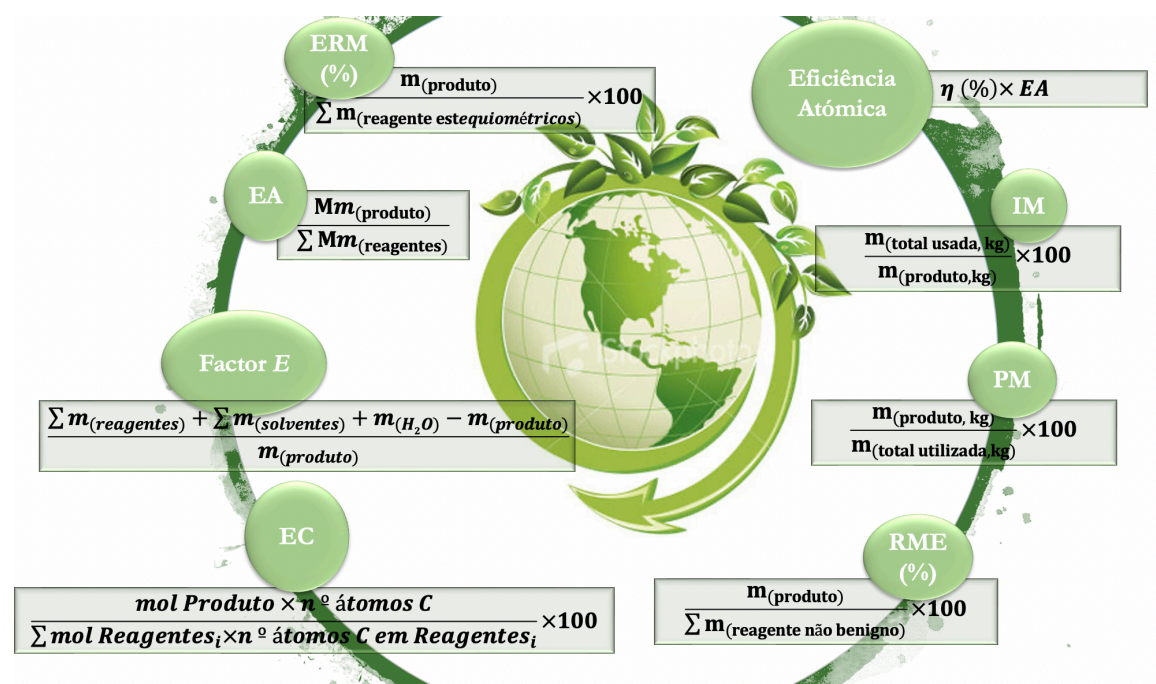 ERM
(%)
m(produto)
∑ m(reagente estequiométricos)
×100
EA
Mm(produto)
∑ Mm(reagentes)
Factor E
∑ m(reagentes) + ∑ m(solventes) + m(H₂O) − m(produto)
m(produto)
EC
mol Produto × n º átomos C
∑ mol Reagentesᵢ×n º átomos C em Reagentesᵢ
×100
Eficiência
Atómica
η (%)× EA
IM
m(total usada, kg)
m(produto,kg)
×100
PM
m(produto, kg)
m(total utilizada,kg)
×100
RME
(%)
m(produto)
∑ m(reagente não benigno)
×100
iStockphoto